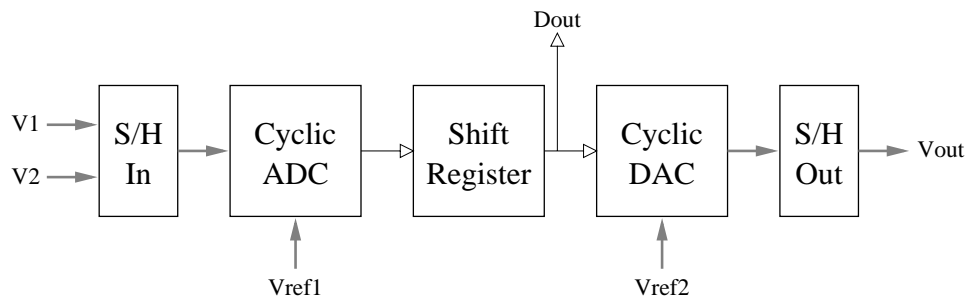 Dout
V1
V2
S/H
In
Cyclic
ADC
Shift
Register
Cyclic
DAC
S/H
Out
Vout
Vref1
Vref2